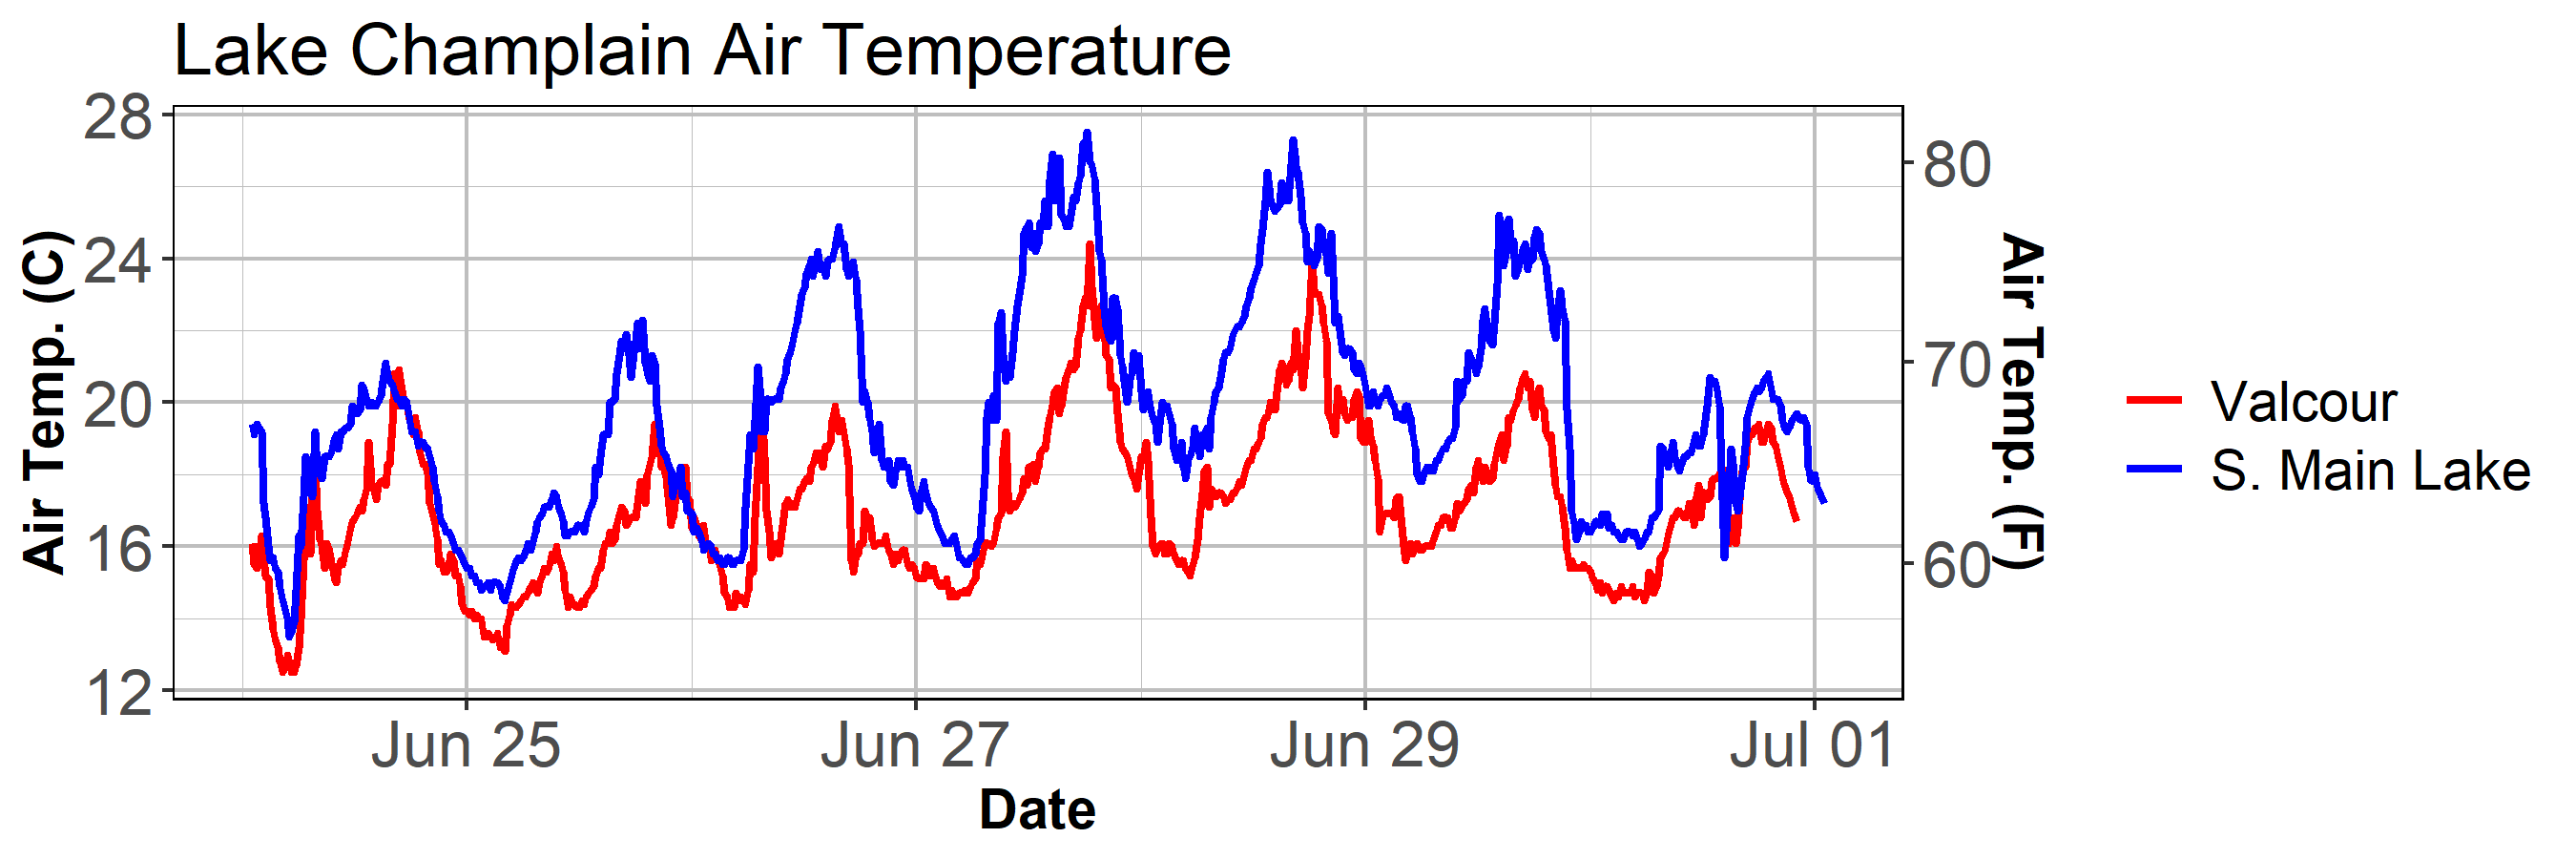 Lake Champlain Air Temperature
Air Temp. (C)
28
24
20
16
12
80
70
60
Air Temp. (F)
Jun 25
Jun 27
Jun 29
Jul 01
Date
Valcour
S. Main Lake